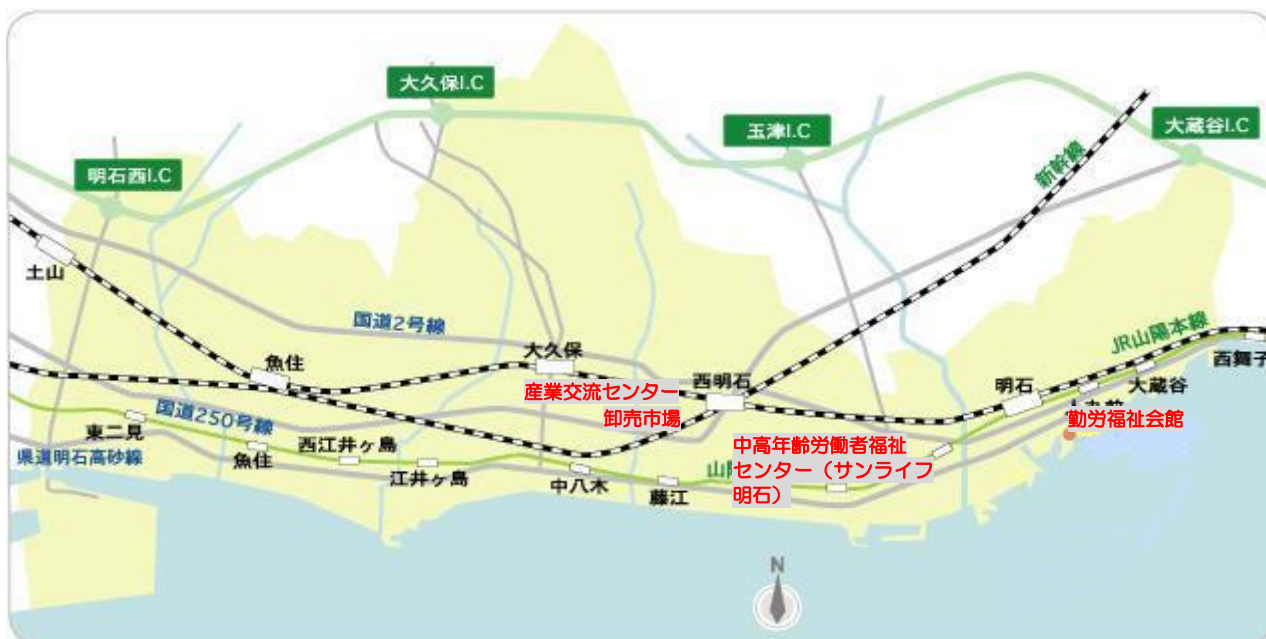 大久保I.C
玉津I.C
大蔵谷I.C
明石西I.C
新幹線
土山
国道2号線
JR山陽本線
魚住
大久保
西明石
明石
大蔵谷
西舞子
産業交流センター
卸売市場
勤労福祉会館
国道250号線
東二見
魚住
西江井ヶ島
江井ヶ島
中八木
藤江
県道明石高砂線
中高年齢労働者福祉
センター（サンライフ
明石）
N